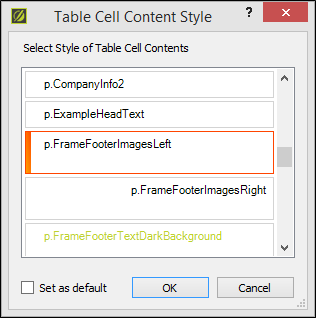 Table Cell Content Style
? ×
Select Style of Table Cell Contents
p.CompanyInfo2
p.ExampleHeadText
p.FrameFooterImagesLeft
p.FrameFooterImagesRight
p.FrameFooterTextDarkBackground
Set as default
OK
Cancel